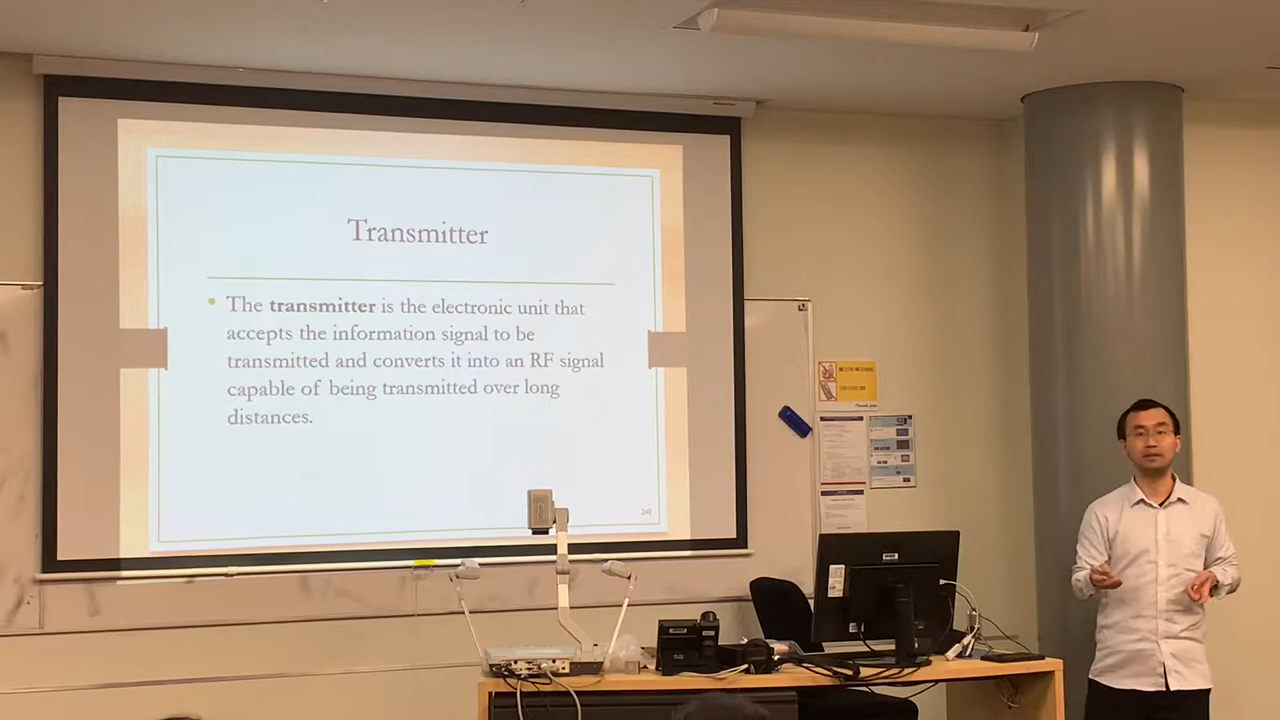 Transmitter
The transmitter is the electronic unit that
accepts the information signal to be
transmitted and converts it into an RF signal
capable of being transmitted over long
distances.